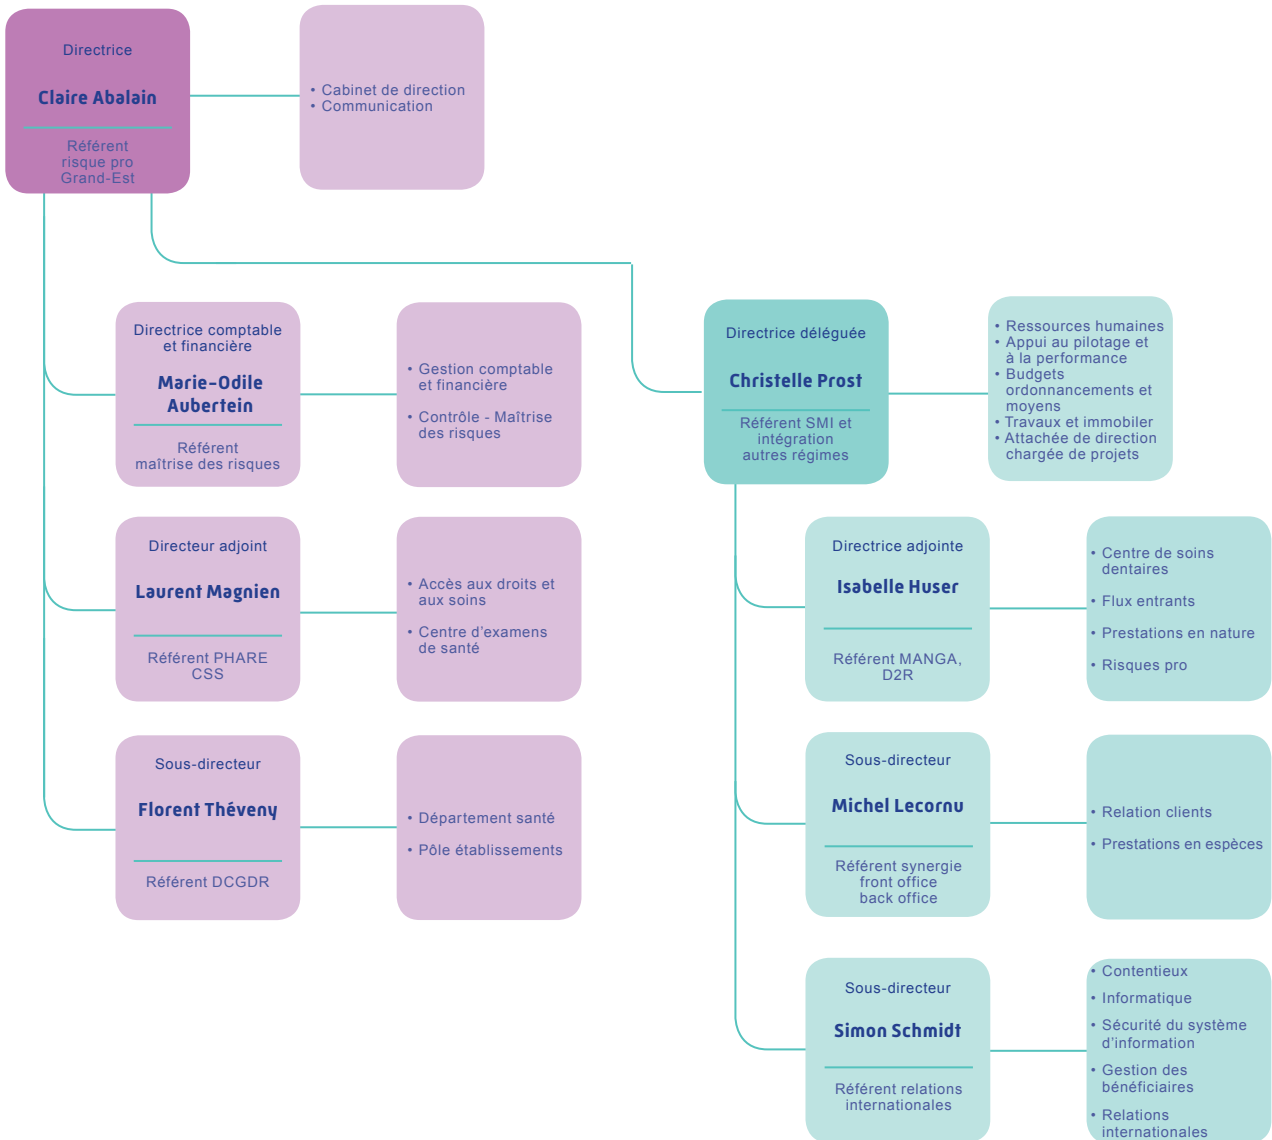 Directrice
Claire Abalain
Référent
risque pro
Grand-Est
• Cabinet de direction
• Communication
Directrice comptable
et financière
Marie-Odile
Aubertein
Référent
maîtrise des risques
• Gestion comptable
et financière
• Contrôle - Maîtrise
des risques
Directeur adjoint
Laurent Magnien
Référent PHARE
CSS
• Accès aux droits et
aux soins
• Centre d'examens
de santé
Sous-directeur
Florent Théveny
Référent DCGDR
• Département santé
• Pôle établissements
Directrice déléguée
Christelle Prost
Référent SMI et
intégration
autres régimes
• Ressources humaines
• Appui au pilotage et
à la performance
• Budgets
ordonnancements et
moyens
• Travaux et immobiler
• Attachée de direction
chargée de projets
Directrice adjointe
Isabelle Huser
Référent MANGA,
D2R
• Centre de soins
dentaires
• Flux entrants
• Prestations en nature
• Risques pro
Sous-directeur
Michel Lecornu
Référent synergie
front office
back office
• Relation clients
• Prestations en espèces
Sous-directeur
Simon Schmidt
Référent relations
internationales
• Contentieux
• Informatique
• Sécurité du système
d'information
• Gestion des
bénéficiaires
• Relations
internationales